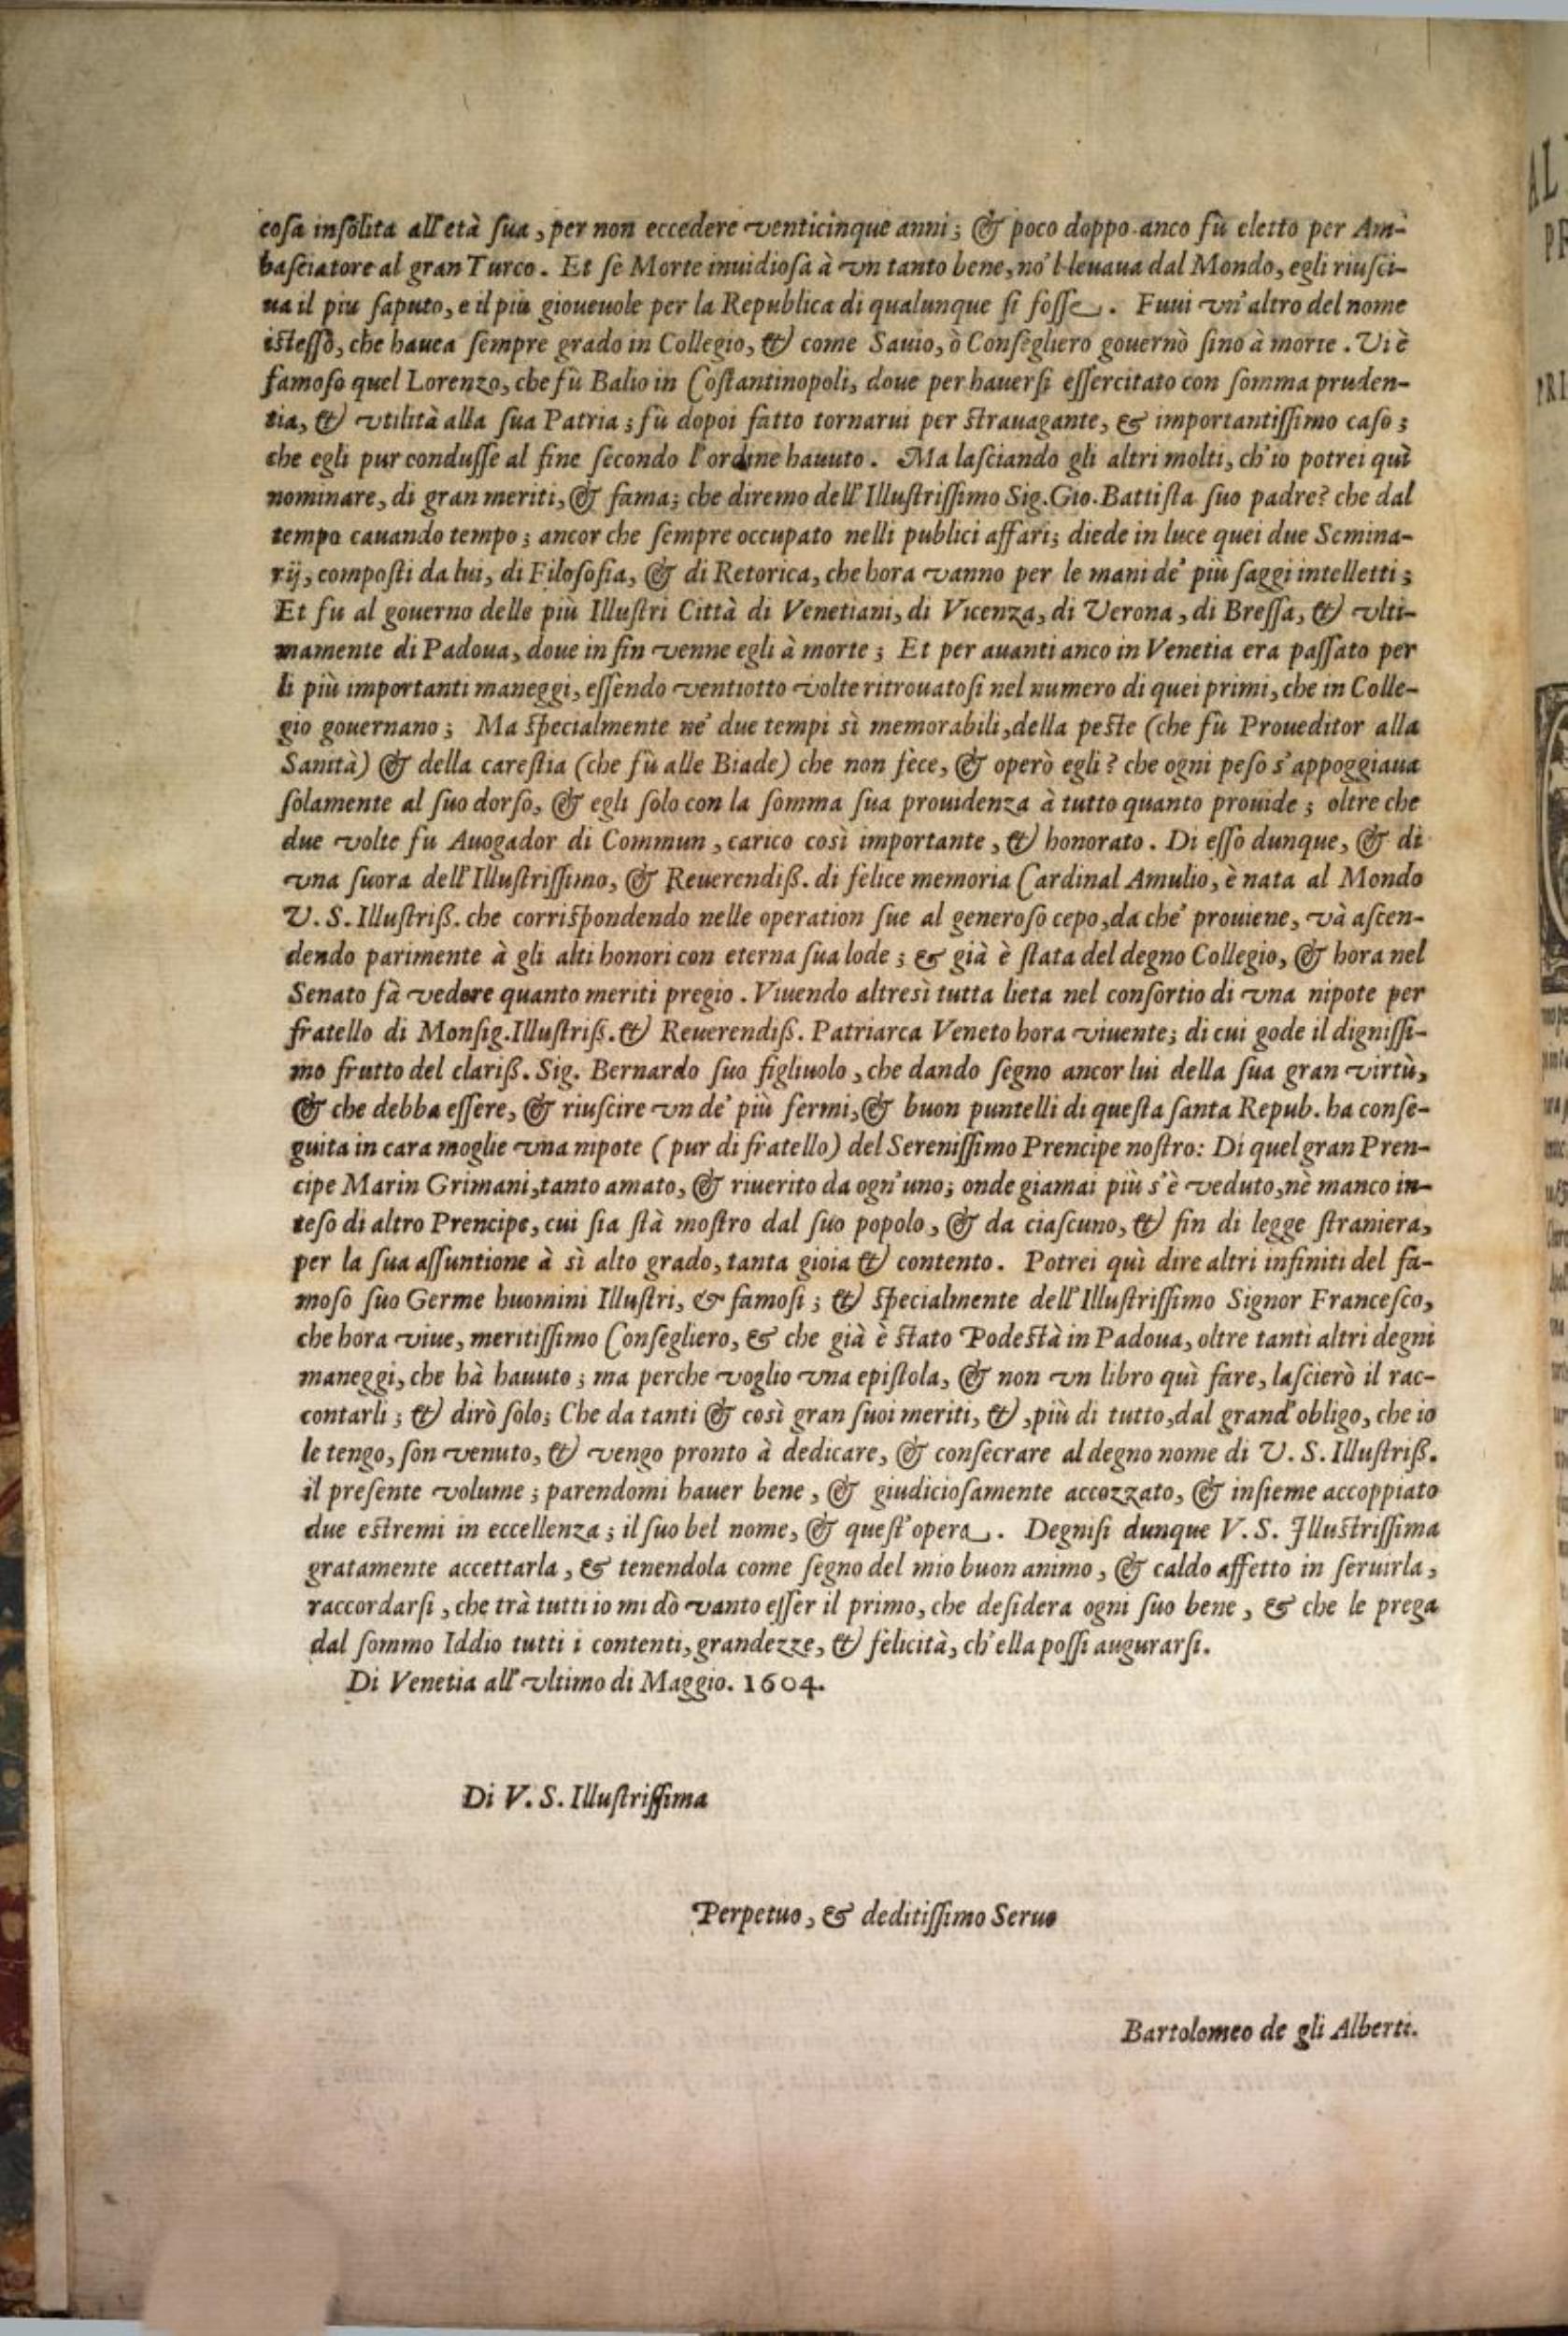 cosa insolita all'età sua, per non eccedere venticinque anni; & poco doppo anco fù eletto per Am-
basciatore al gran Turco. Et se Morte inuidiosa à vn tanto bene, no'l leuaua dal Mondo, egli riusci-
ua il piu saputo, e il più gioueuole per la Republica di qualunque si fosse. Fuui vn'altro del nome
istesso, che hauea sempre grado in Collegio, & come Sauio, ò Consegliero gouernò sino à morte. Vi è
famoso quel Lorenzo, che fù Balio in Costantinopoli, doue per hauersi essercitato con somma pruden-
tia, & vtilità alla sua Patria; fù dopoi fatto tornarui per strauagante, & importantissimo caso;
che egli pur condusse al fine secondo l'ordine hauuto. Ma lasciando gli altri molti, ch'io potrei quì
nominare, di gran meriti, & fama; che diremo dell'Illustrissimo Sig. Gio. Battista suo padre? che dal
tempo cauando tempo; ancor che sempre occupato nelli publici affari; diede in luce quei due Semina-
rij, composti da lui, di Filosofia, & di Retorica, che hora vanno per le mani de' più saggi intelletti;
Et fu al gouerno delle più Illustri Città di Venetiani, di Vicenza, di Verona, di Bressa, & vlti-
mamente di Padoua, doue in fin venne egli à morte; Et per auanti anco in Venetia era passato per
li più importanti maneggi, essendo ventiotto volte ritrouatosi nel numero di quei primi, che in Colle-
gio gouernano; Ma specialmente ne' due tempi sì memorabili, della peste (che fù Proueditor alla
Sanità) & della carestia (che fù alle Biade) che non fece, & operò egli? che ogni peso s'appoggiaua
solamente al suo dorso, & egli solo con la somma sua prouidenza à tutto quanto prouide; oltre che
due volte fu Auogador di Commun, carico così importante, & honorato. Di esso dunque, & di
vna suora dell'Illustrissimo, & Reuerendiß. di felice memoria Cardinal Amulio, è nata al Mondo
V. S. Illustriß. che corrispondendo nelle operation sue al generoso cepo, da che' prouiene, và ascen-
dendo parimente à gli alti honori con eterna sua lode; & già è stata del degno Collegio, & hora nel
Senato fà vedere quanto meriti pregio. Viuendo altresì tutta lieta nel consortio di vna nipote per
fratello di Monsig. Illustriß. & Reuerendiß. Patriarca Veneto hora viuente; di cui gode il dignissi-
mo frutto del clariß. Sig. Bernardo suo figliuolo, che dando segno ancor lui della sua gran virtù,
& che debba essere, & riuscire vn de' più fermi, & buon puntelli di questa santa Repub. ha conse-
guita in cara moglie vna nipote (pur di fratello) del Serenissimo Prencipe nostro: Di quel gran Pren-
cipe Marin Grimani, tanto amato, & riuerito da ogn'uno; onde giamai più s'è veduto, nè manco in-
teso di altro Prencipe, cui sia stà mostro dal suo popolo, & da ciascuno, & fin di legge straniera,
per la sua assuntione à sì alto grado, tanta gioia & contento. Potrei quì dire altri infiniti del fa-
moso suo Germe huomini Illustri, & famosi; & specialmente dell'Illustrissimo Signor Francesco,
che hora viue, meritissimo Consegliero, & che già è stato Podestà in Padoua, oltre tanti altri degni
maneggi, che hà hauuto; ma perche voglio vna epistola, & non vn libro quì fare, lascierò il rac-
contarli; & dirò solo; Che da tanti & così gran suoi meriti, &, più di tutto, dal grand'obligo, che io
le tengo, son venuto, & vengo pronto à dedicare, & consecrare al degno nome di V. S. Illustriß.
il presente volume; parendomi hauer bene, & giudiciosamente accozzato, & insieme accoppiato
due estremi in eccellenza; il suo bel nome, & quest'opera. Degnisi dunque V. S. Illustrissima
gratamente accettarla, & tenendola come segno del mio buon animo, & caldo affetto in seruirla,
raccordarsi, che trà tutti io mi dò vanto esser il primo, che desidera ogni suo bene, & che le prega
dal sommo Iddio tutti i contenti, grandezze, & felicità, ch'ella possi augurarsi.
Di Venetia all'vltimo di Maggio. 1604.
Di V. S. Illustrissima
Perpetuo, & deditissimo Seruo
Bartolomeo de gli Alberti.